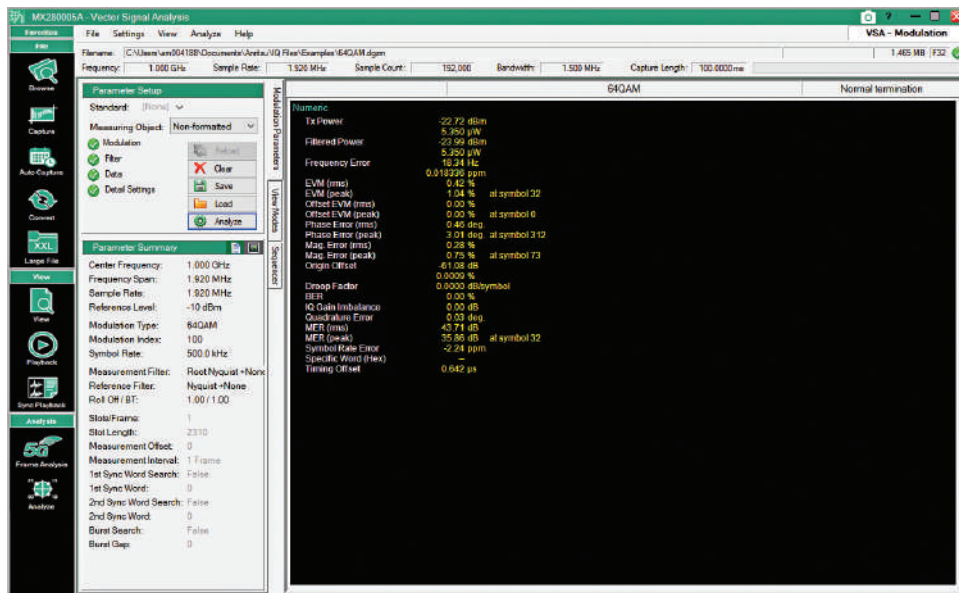 MX280005A - Vector Signal Analysis
Favorites
File Settings View Analyze Help
VSA - Modulation
File
Filename: C:\Users\am004188\Documents\Anritsu\IQ Files\Examples\64QAM.dgzm
1.465 MB F32
Frequency: 1.000 GHz Sample Rate: 1.920 MHz Sample Count: 192,000 Bandwidth: 1.500 MHz Capture Length: 100.0000 ms
Browse
Capture
Auto Capture
Convert
XXL
Large File
View
View
Playback
Sync Playback
Analysis
5G
Frame Analysis
Analyze
Parameter Setup
Standard: (None)
Measuring Object: Non-formatted
Modulation
Filter
Data
Detail Settings
Reload
Clear
Save
Load
Analyze
Parameter Summary
Center Frequency: 1.000 GHz
Frequency Span: 1.920 MHz
Sample Rate: 1.920 MHz
Reference Level: -10 dBm
Modulation Type: 64QAM
Modulation Index: 100
Symbol Rate: 500.0 kHz
Measurement Filter: Root Nyquist +None
Reference Filter: Nyquist +None
Roll Off / BT: 1.00 / 1.00
Slots/Frame: 1
Slot Length: 2310
Measurement Offset: 0
Measurement Interval: 1 Frame
1st Sync Word Search: False
1st Sync Word: 0
2nd Sync Word Search: False
2nd Sync Word: 0
Burst Search: False
Burst Gap: 0
Modulation Parameters
View Modes
Sequencer
64QAM
Normal termination
Numeric
Tx Power -22.72 dBm
5.350 µW
Filtered Power -23.99 dBm
5.350 µW
Frequency Error 18.34 Hz
0.018336 ppm
EVM (rms) 0.42 %
EVM (peak) 1.04 % at symbol 32
Offset EVM (rms) 0.00 %
Offset EVM (peak) 0.00 % at symbol 0
Phase Error (rms) 0.46 deg.
Phase Error (peak) 3.01 deg. at symbol 312
Mag. Error (rms) 0.28 %
Mag. Error (peak) 0.75 % at symbol 73
Origin Offset -61.08 dB
0.0009 %
Droop Factor 0.0000 dB/symbol
BER 0.00 %
IQ Gain Imbalance 0.00 dB
Quadrature Error 0.03 deg.
MER (rms) 43.71 dB
MER (peak) 35.86 dB at symbol 32
Symbol Rate Error -2.24 ppm
Specific Word (Hex) --
Timing Offset 0.642 µs